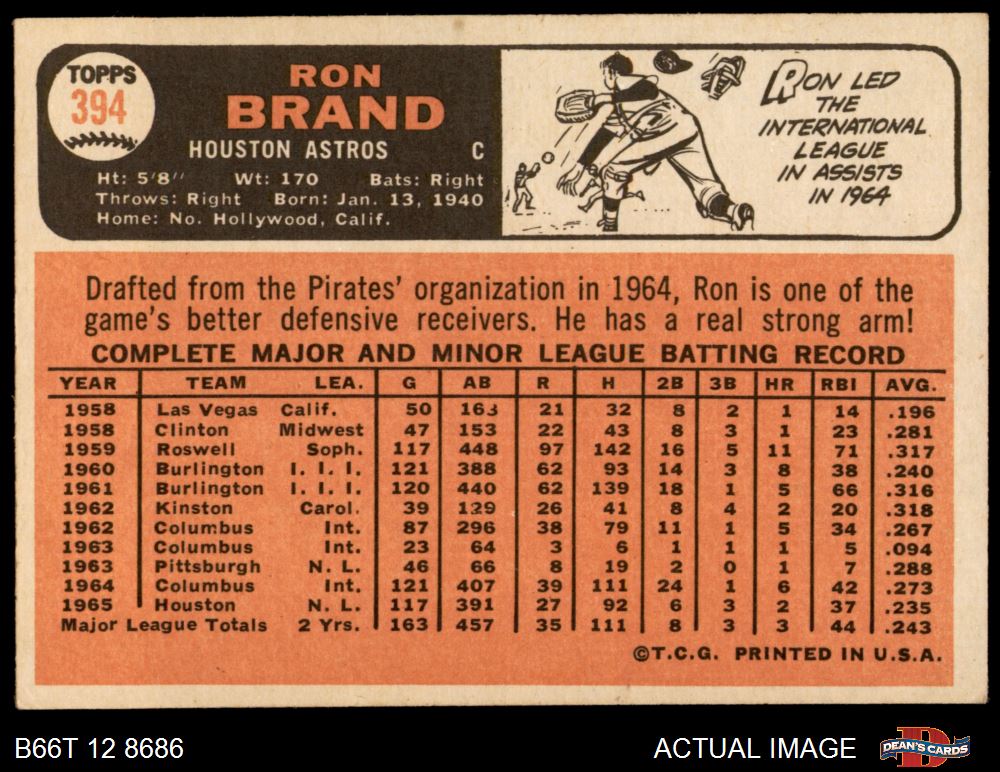 TOPPS
394
RON
BRAND
HOUSTON ASTROS C
Ht: 5'8" Wt: 170 Bats: Right
Throws: Right Born: Jan. 13, 1940
Home: No. Hollywood, Calif.
RON LED
THE
INTERNATIONAL
LEAGUE
IN ASSISTS
IN 1964
Drafted from the Pirates' organization in 1964, Ron is one of the
game's better defensive receivers. He has a real strong arm!
COMPLETE MAJOR AND MINOR LEAGUE BATTING RECORD
YEAR TEAM LEA. G AB R H 2B 3B HR RBI AVG.
1958 Las Vegas Calif. 50 163 21 32 8 2 1 14 .196
1958 Clinton Midwest 47 153 22 43 8 3 1 23 .281
1959 Roswell Soph. 117 448 97 142 16 5 11 71 .317
1960 Burlington I. I. I. 121 388 62 93 14 3 8 38 .240
1961 Burlington I. I. I. 120 440 62 139 18 1 5 66 .316
1962 Kinston Carol. 39 129 26 41 8 4 2 20 .318
1962 Columbus Int. 87 296 38 79 11 1 5 34 .267
1963 Columbus Int. 23 64 3 6 1 1 1 5 .094
1963 Pittsburgh N. L. 46 66 8 19 2 0 1 7 .288
1964 Columbus Int. 121 407 39 111 24 1 6 42 .273
1965 Houston N. L. 117 391 27 92 6 3 2 37 .235
Major League Totals 2 Yrs. 163 457 35 111 8 3 3 44 .243
©T.C.G. PRINTED IN U.S.A.
B66T 12 8686 ACTUAL IMAGE DEAN'S CARDS